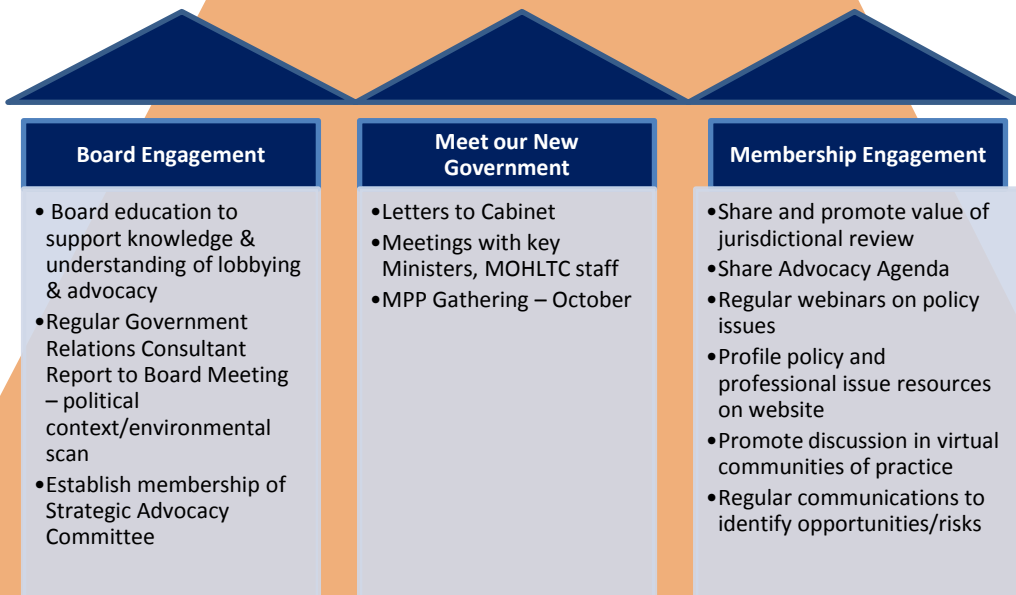 Board Engagement
• Board education to
support knowledge &
understanding of lobbying
& advocacy
•Regular Government
Relations Consultant
Report to Board Meeting
– political
context/environmental
scan
•Establish membership of
Strategic Advocacy
Committee
Meet our New
Government
•Letters to Cabinet
•Meetings with key
Ministers, MOHLTC staff
•MPP Gathering – October
Membership Engagement
•Share and promote value of
jurisdictional review
•Share Advocacy Agenda
•Regular webinars on policy
issues
•Profile policy and
professional issue resources
on website
•Promote discussion in virtual
communities of practice
•Regular communications to
identify opportunities/risks